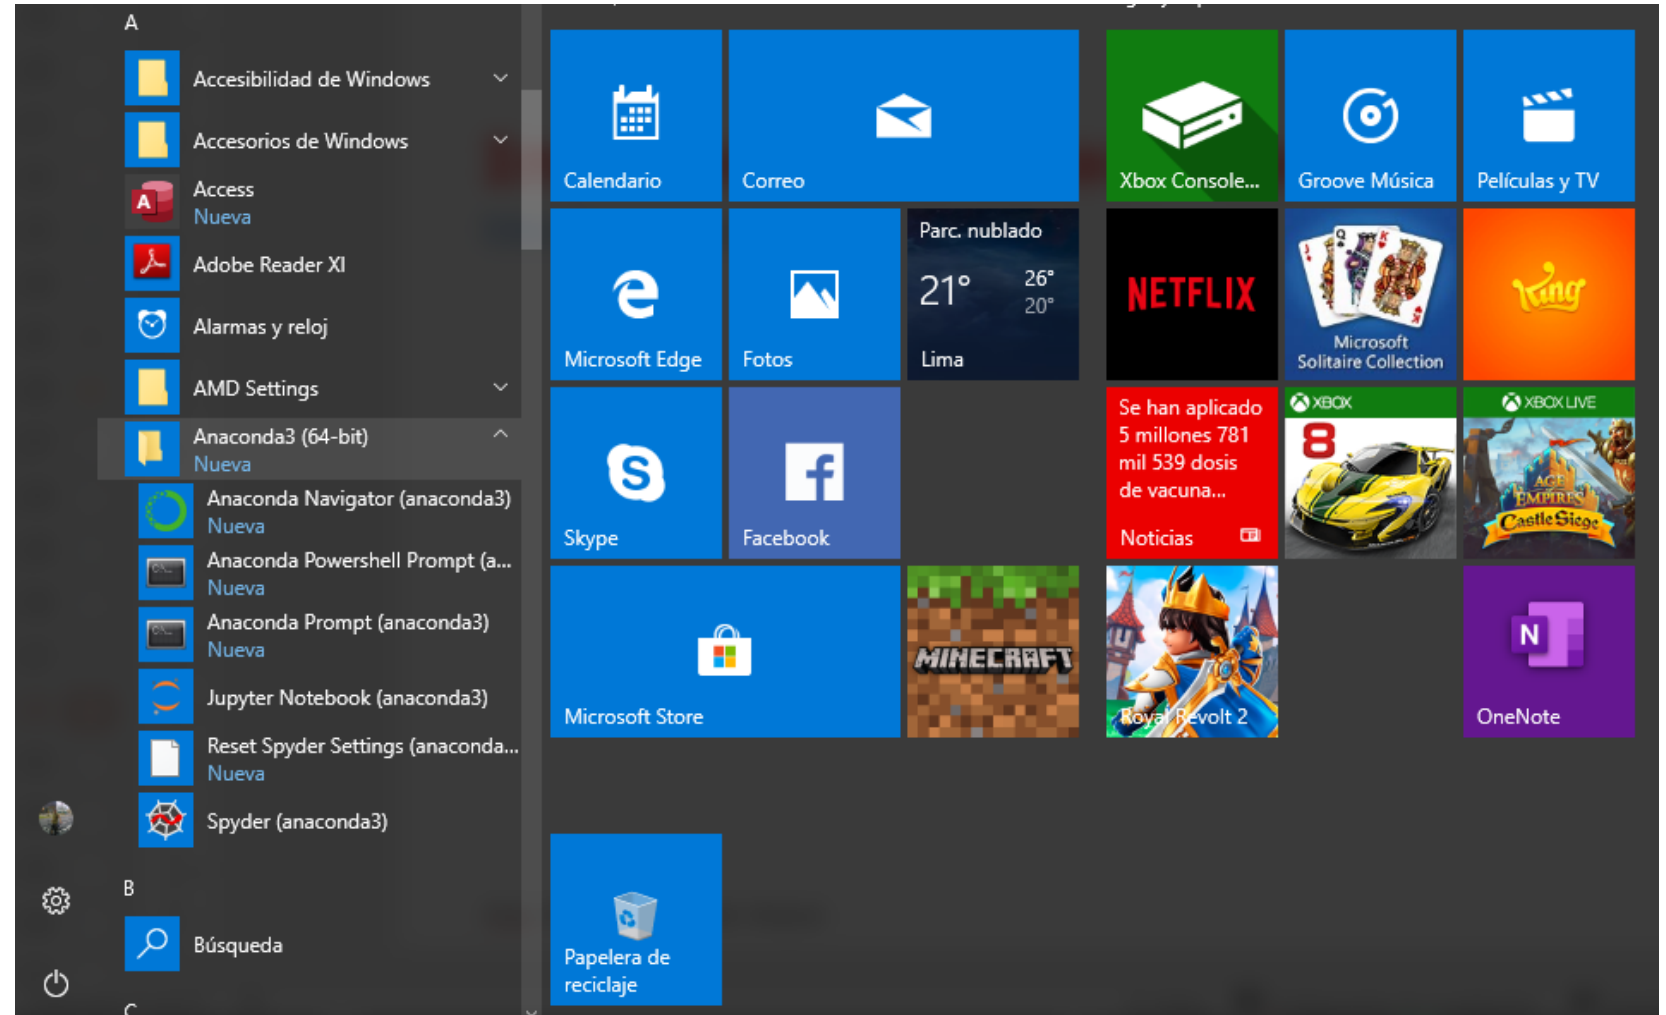 A
Accesibilidad de Windows
Accesorios de Windows
Access
Nueva
Adobe Reader XI
Alarmas y reloj
AMD Settings
Anaconda3 (64-bit)
Nueva
Anaconda Navigator (anaconda3)
Nueva
Anaconda Powershell Prompt (a...
Nueva
Anaconda Prompt (anaconda3)
Nueva
Jupyter Notebook (anaconda3)
Reset Spyder Settings (anaconda...
Nueva
Spyder (anaconda3)
B
Búsqueda
C
Calendario
Correo
Microsoft Edge
Fotos
Parc. nublado
21° 26°
20°
Lima
Skype
Facebook
Microsoft Store
MINECRAFT
Papelera de
reciclaje
Xbox Console...
Groove Música
Películas y TV
NETFLIX
Microsoft
Solitaire Collection
King
Se han aplicado
5 millones 781
mil 539 dosis
de vacuna...
Noticias
XBOX
8
XBOX LIVE
AGE
OF
EMPIRES
Castle Siege
Royal Revolt 2
N
OneNote